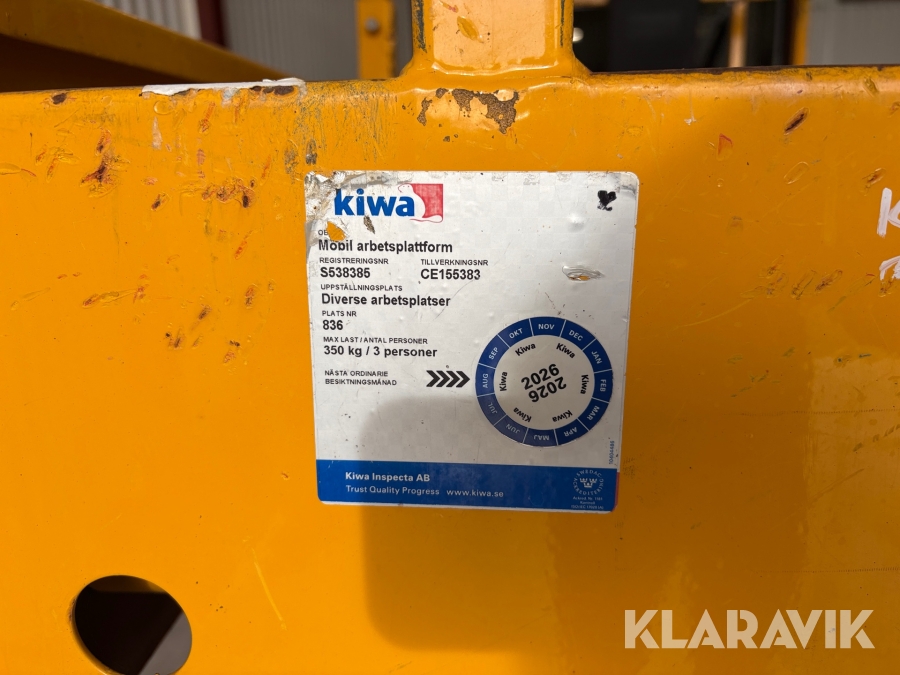 kiwa
Mobil arbetsplattform
REGISTRERINGSNR TILLVERKNINGSNR
S538385 CE155383
UPPSTÄLLNINGSPLATS
Diverse arbetsplatser
PLATS NR
836
MAX LAST / ANTAL PERSONER
350 kg / 3 personer
NÄSTA ORDINARIE
BESIKTNINGSMÅNAD
JAN FEB MAR APR MAJ JUN JUL AUG SEP OKT NOV DEC
Kiwa Kiwa Kiwa Kiwa Kiwa Kiwa
2026
2026
Kiwa Inspecta AB
Trust Quality Progress www.kiwa.se
KLARAVIK